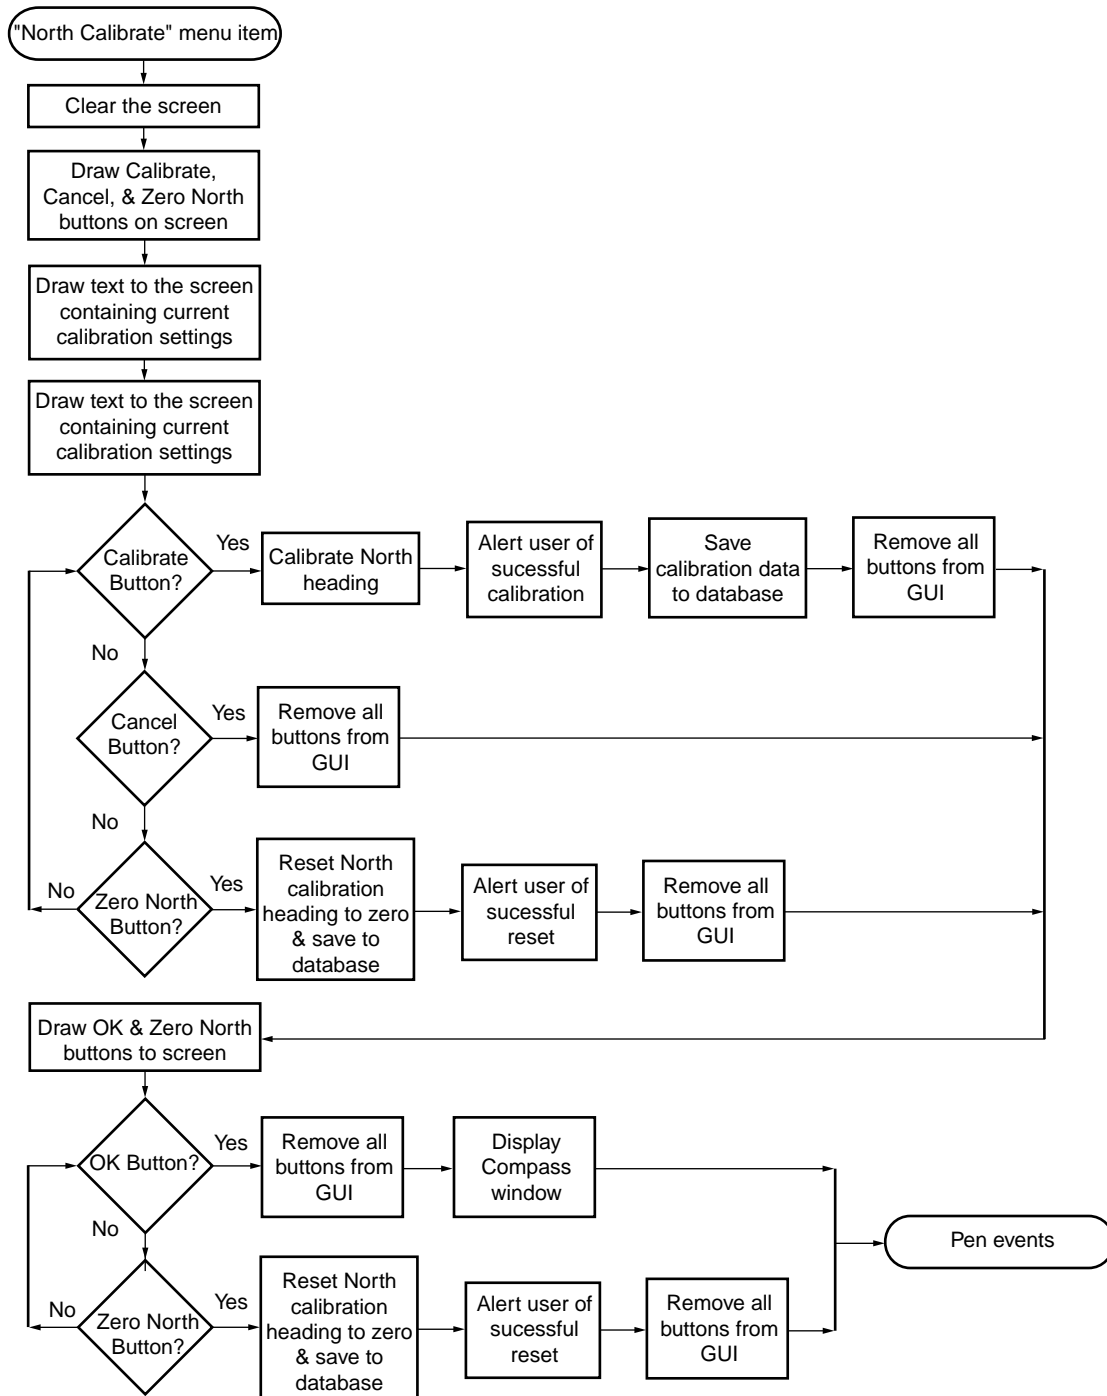 "North Calibrate" menu item
Clear the screen
Draw Calibrate,
Cancel, & Zero North
buttons on screen
Draw text to the screen
containing current
calibration settings
Draw text to the screen
containing current
calibration settings
Calibrate
Button?
Yes
Calibrate North
heading
Alert user of
sucessful
calibration
Save
calibration data
to database
Remove all
buttons from
GUI
No
Cancel
Button?
Yes
Remove all
buttons from
GUI
No
Zero North
Button?
No
Yes
Reset North
calibration
heading to zero
& save to
database
Alert user of
sucessful
reset
Remove all
buttons from
GUI
Draw OK & Zero North
buttons to screen
OK Button?
Yes
Remove all
buttons from
GUI
Display
Compass
window
No
Zero North
Button?
No
Yes
Reset North
calibration
heading to zero
& save to
database
Alert user of
sucessful
reset
Remove all
buttons from
GUI
Pen events